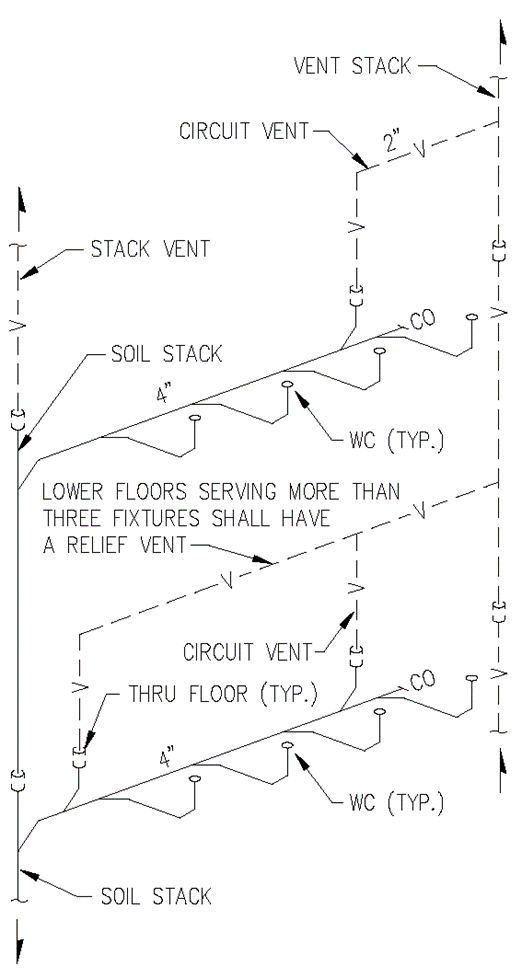 VENT STACK
CIRCUIT VENT
2"
V
V
STACK VENT
V
V
CO
SOIL STACK
4"
WC (TYP.)
LOWER FLOORS SERVING MORE THAN
THREE FIXTURES SHALL HAVE
A RELIEF VENT
V
V
V
CIRCUIT VENT
V
V
CO
THRU FLOOR (TYP.)
4"
WC (TYP.)
SOIL STACK